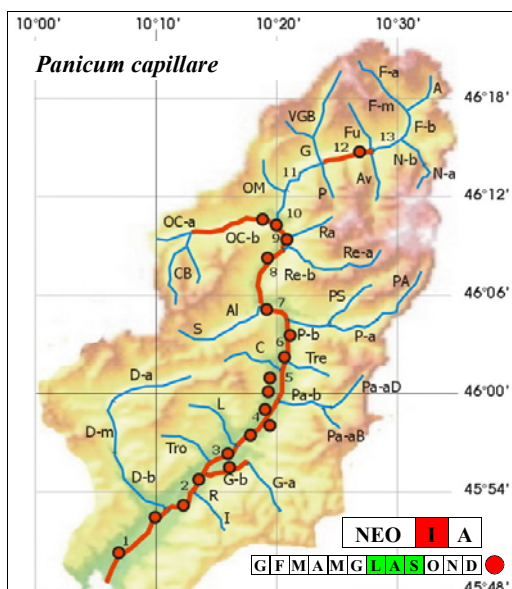 10°00' 10°10' 10°20' 10°30'
Panicum capillare
F-a
A
46°18'
VGB
F-m
Fu
F-b
13
G
12
N-b
11
N-a
OM
P
Av
46°12'
OC-a
10
OC-b
9
Ra
CB
8
Re-b
Re-a
PS
PA
46°06'
Al
7
S
P-b
P-a
6
C
Tre
D-a
5
Pa-b
Pa-aD
46°00'
L
4
D-m
Pa-aB
Tro
3
D-b
G-b
2
R
G-a
45°54'
I
1
NEO I A
G F M A M G L A S O N D
45°48'